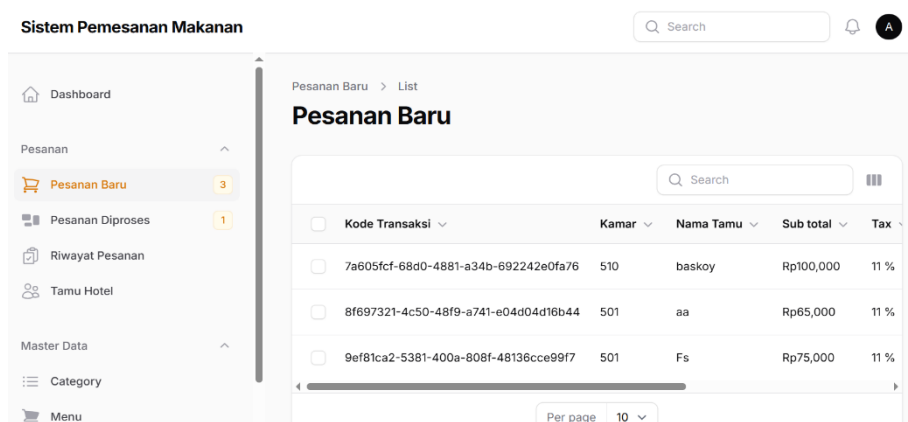 Sistem Pemesanan Makanan
Search
A
Dashboard
Pesanan
Pesanan Baru 3
Pesanan Diproses 1
Riwayat Pesanan
Tamu Hotel
Master Data
Category
Menu
Pesanan Baru > List
Pesanan Baru
Search
Kode Transaksi Kamar Nama Tamu Sub total Tax
7a605fcf-68d0-4881-a34b-692242e0fa76 510 baskoy Rp100,000 11 %
8f697321-4c50-48f9-a741-e04d04d16b44 501 aa Rp65,000 11 %
9ef81ca2-5381-400a-808f-48136cce99f7 501 Fs Rp75,000 11 %
Per page 10